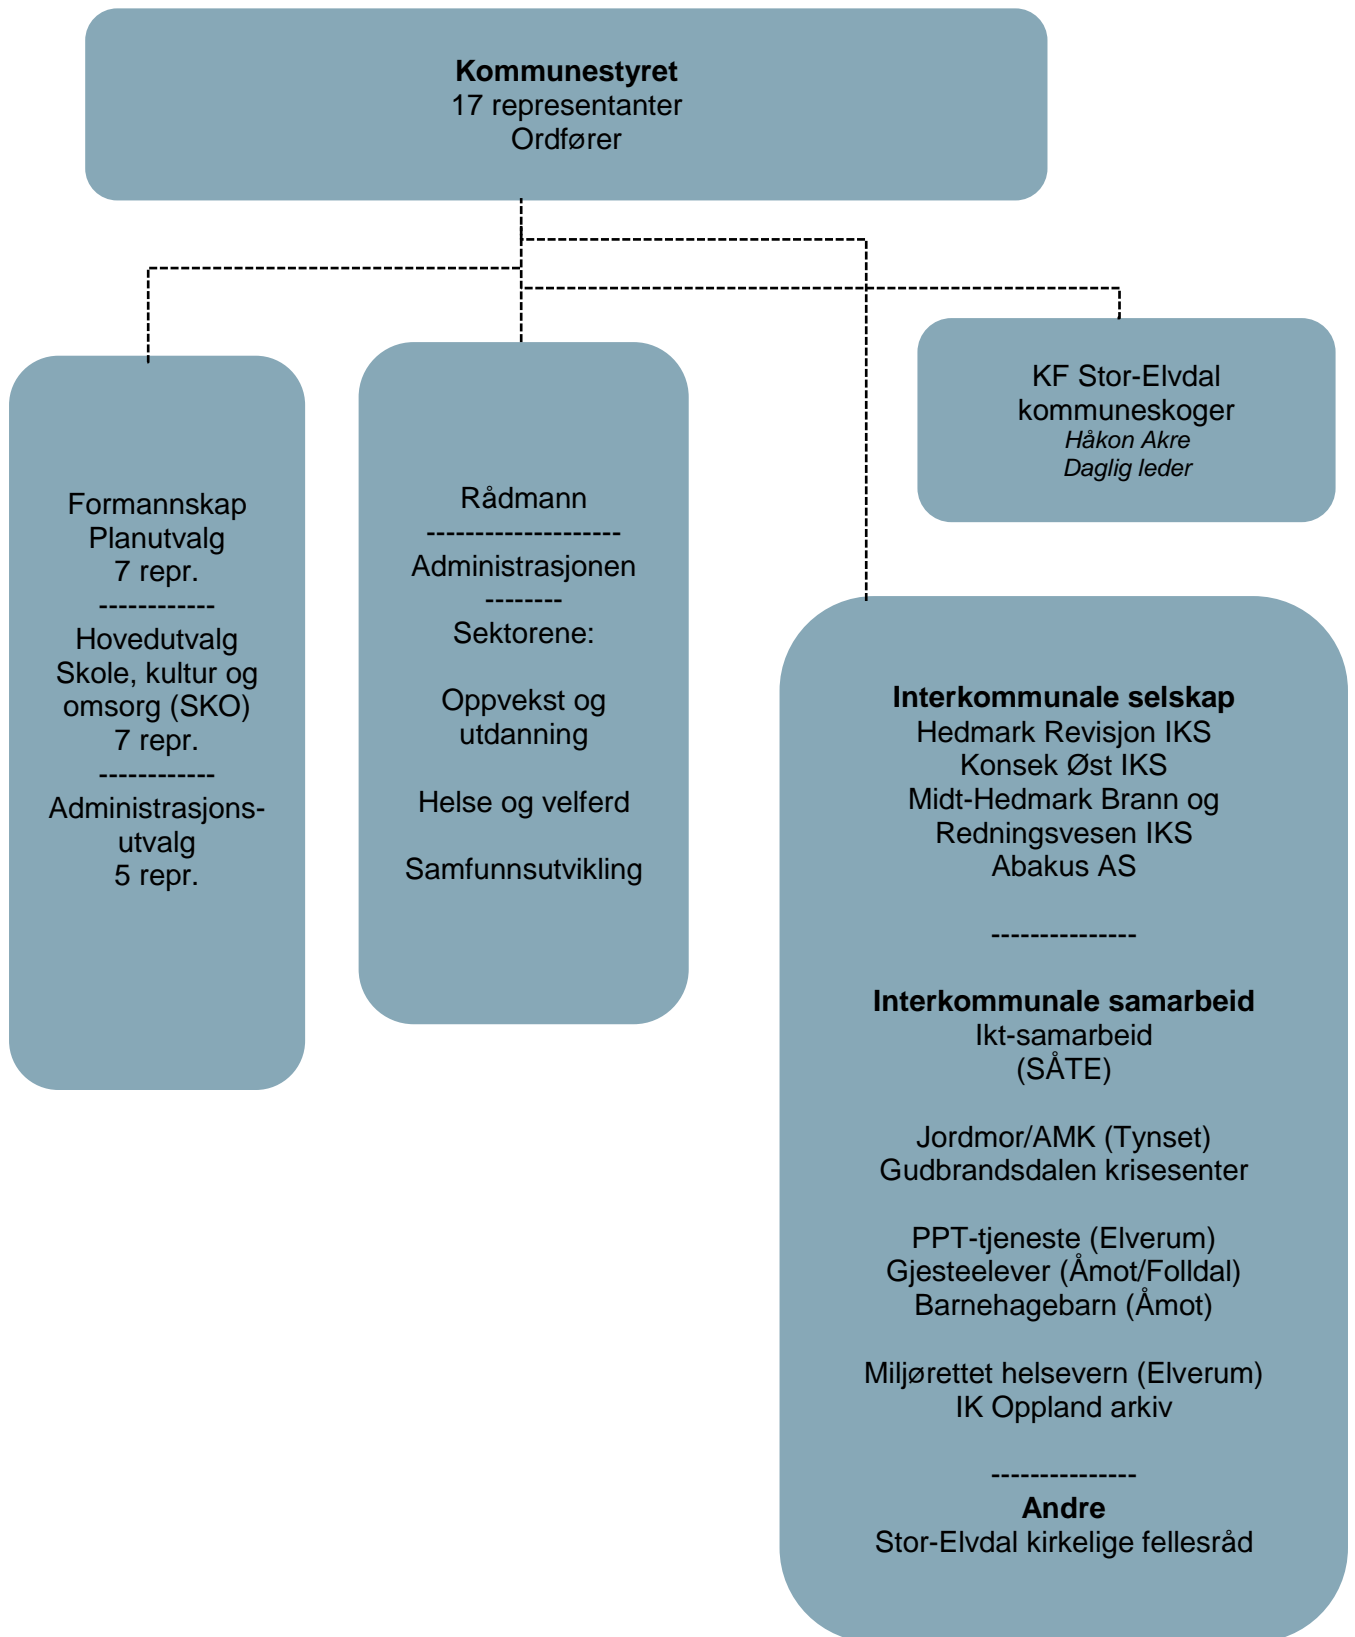 Kommunestyret
17 representanter
Ordfører
KF Stor-Elvdal
kommuneskoger
Håkon Akre
Daglig leder
Formannskap
Planutvalg
7 repr.
------------
Hovedutvalg
Skole, kultur og
omsorg (SKO)
7 repr.
------------
Administrasjons-
utvalg
5 repr.
Rådmann
--------------------
Administrasjonen
--------
Sektorene:
Oppvekst og
utdanning
Helse og velferd
Samfunnsutvikling
Interkommunale selskap
Hedmark Revisjon IKS
Konsek Øst IKS
Midt-Hedmark Brann og
Redningsvesen IKS
Abakus AS
---------------
Interkommunale samarbeid
Ikt-samarbeid
(SÅTE)
Jordmor/AMK (Tynset)
Gudbrandsdalen krisesenter
PPT-tjeneste (Elverum)
Gjesteelever (Åmot/Folldal)
Barnehagebarn (Åmot)
Miljørettet helsevern (Elverum)
IK Oppland arkiv
---------------
Andre
Stor-Elvdal kirkelige fellesråd